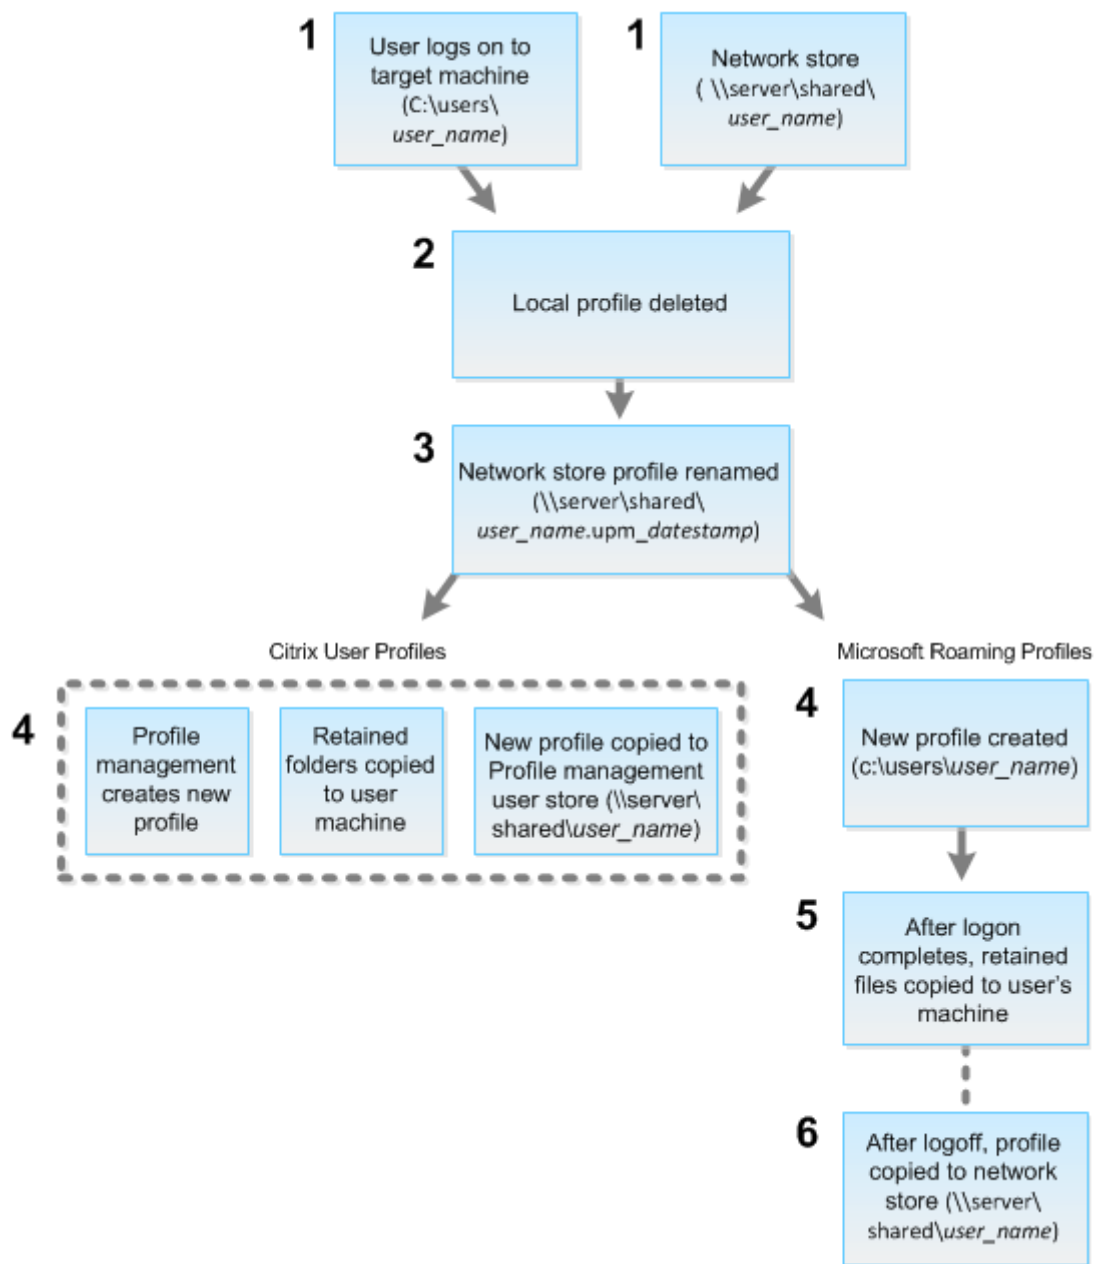 1
User logs on to
target machine
(C:\users\
user_name)
1
Network store
( \\server\shared\
user_name)
2
Local profile deleted
3
Network store profile renamed
(\\server\shared\
user_name.upm_datestamp)
Citrix User Profiles
4
Profile
management
creates new
profile
Retained
folders copied
to user
machine
New profile copied to
Profile management
user store (\\server\
shared\user_name)
Microsoft Roaming Profiles
4
New profile created
(c:\users\user_name)
5
After logon
completes, retained
files copied to user's
machine
6
After logoff, profile
copied to network
store (\\server\
shared\user_name)